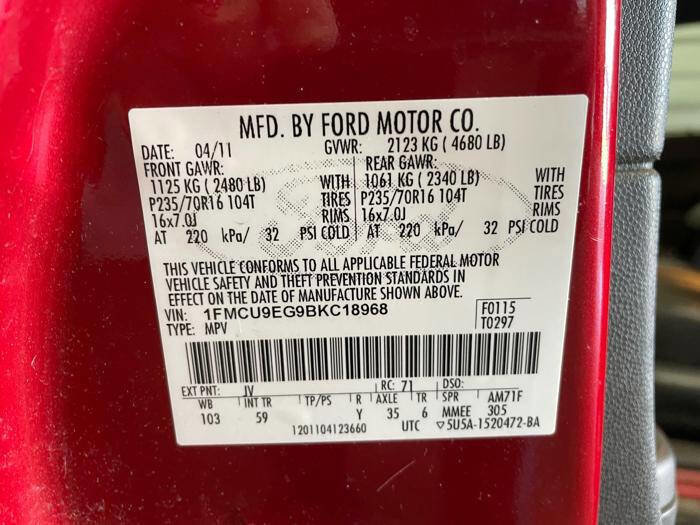 MFD. BY FORD MOTOR CO.
DATE: 04/11 GVWR: 2123 KG ( 4680 LB)
FRONT GAWR: REAR GAWR:
1125 KG ( 2480 LB) WITH 1061 KG ( 2340 LB) WITH
P235/70R16 104T TIRES P235/70R16 104T TIRES
16x7.0J RIMS 16x7.0J RIMS
AT 220 kPa/ 32 PSI COLD AT 220 kPa/ 32 PSI COLD
Ford
THIS VEHICLE CONFORMS TO ALL APPLICABLE FEDERAL MOTOR
VEHICLE SAFETY AND THEFT PREVENTION STANDARDS IN
EFFECT ON THE DATE OF MANUFACTURE SHOWN ABOVE.
VIN: 1FMCU9EG9BKC18968 F0115
TYPE: MPV T0297
EXT PNT: JV RC: 71 DSO:
WB INT TR TP/PS R AXLE TR SPR AM71F
103 59 Y 35 6 MMEE 305
1201104123660 UTC ▽5U5A-1520472-BA